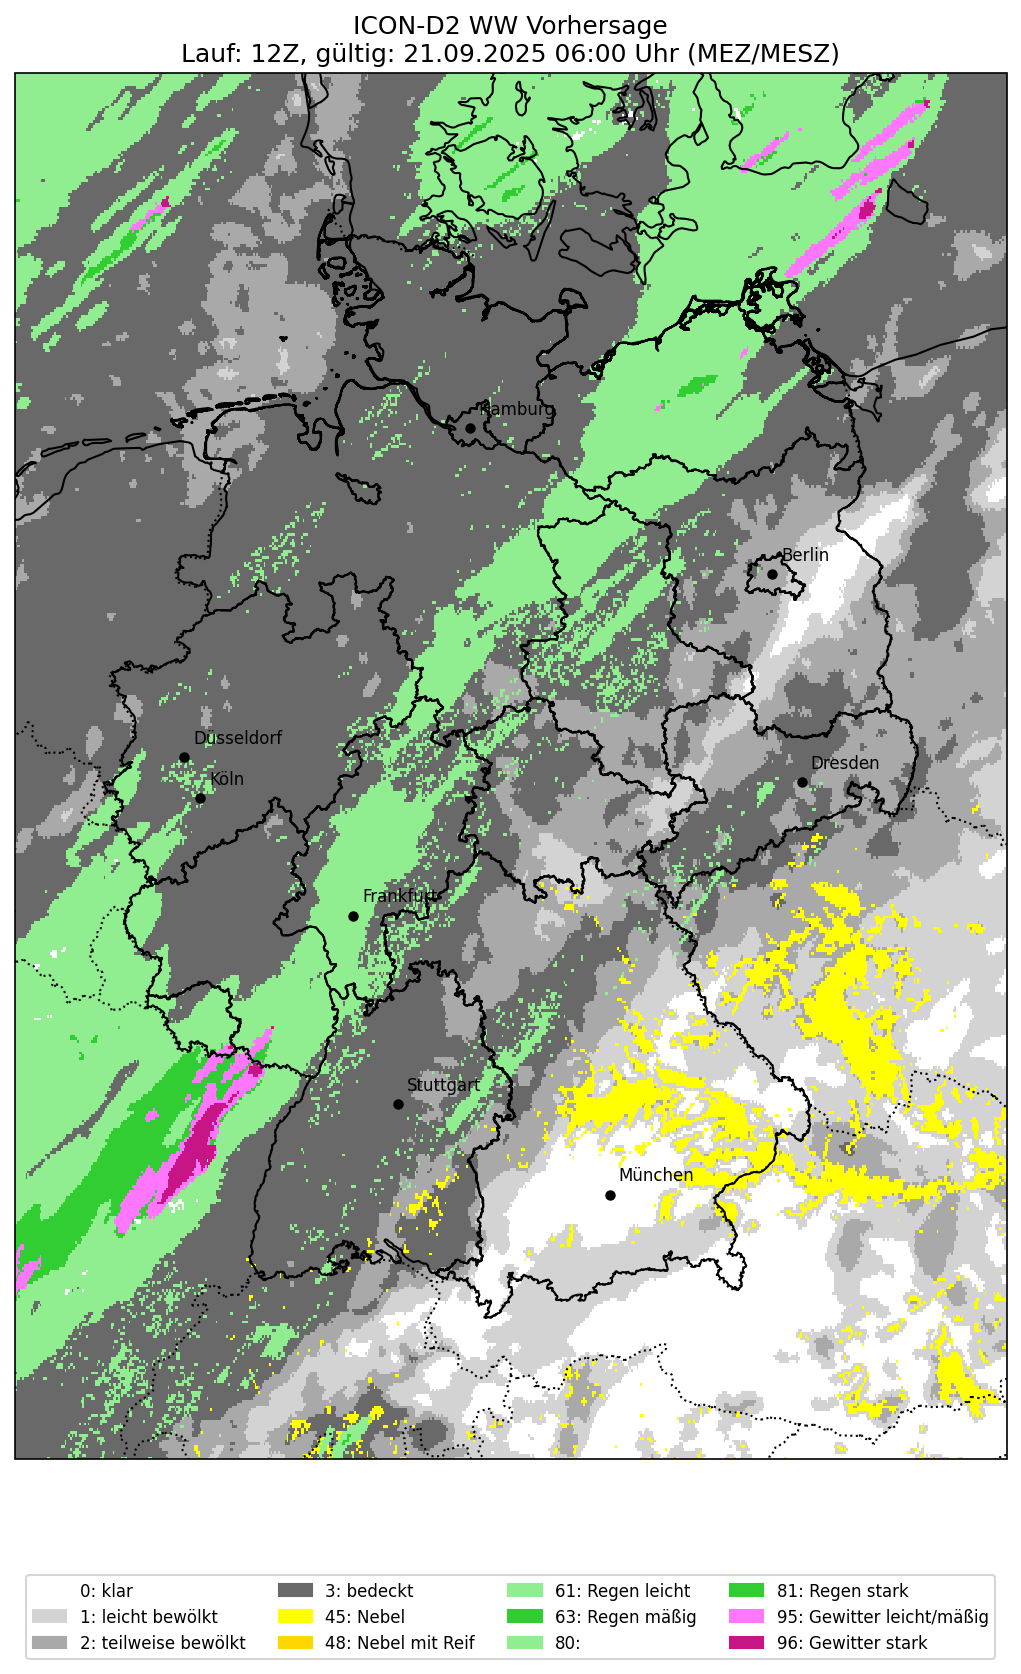 ICON-D2 WW Vorhersage
Lauf: 12Z, gültig: 21.09.2025 06:00 Uhr (MEZ/MESZ)
Hamburg
Berlin
Düsseldorf
Dresden
Köln
Frankfurt
Stuttgart
München
0: klar
1: leicht bewölkt
2: teilweise bewölkt
3: bedeckt
45: Nebel
48: Nebel mit Reif
61: Regen leicht
63: Regen mäßig
80:
81: Regen stark
95: Gewitter leicht/mäßig
96: Gewitter stark